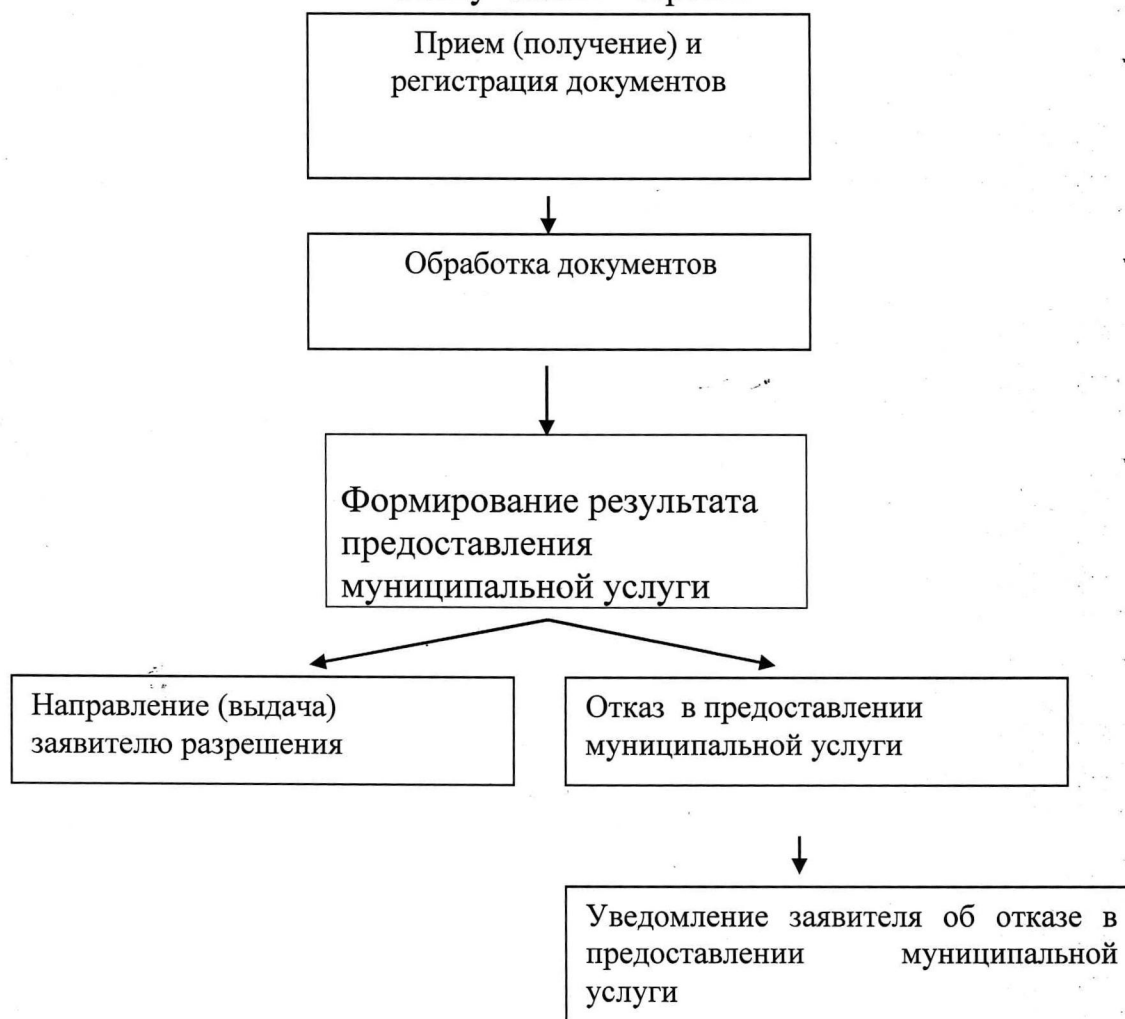 Прием (получение) и
регистрация документов
Обработка документов
Формирование результата
предоставления
муниципальной услуги
Направление (выдача)
заявителю разрешения
Отказ в предоставлении
муниципальной услуги
Уведомление заявителя об отказе в
предоставлении муниципальной
услуги